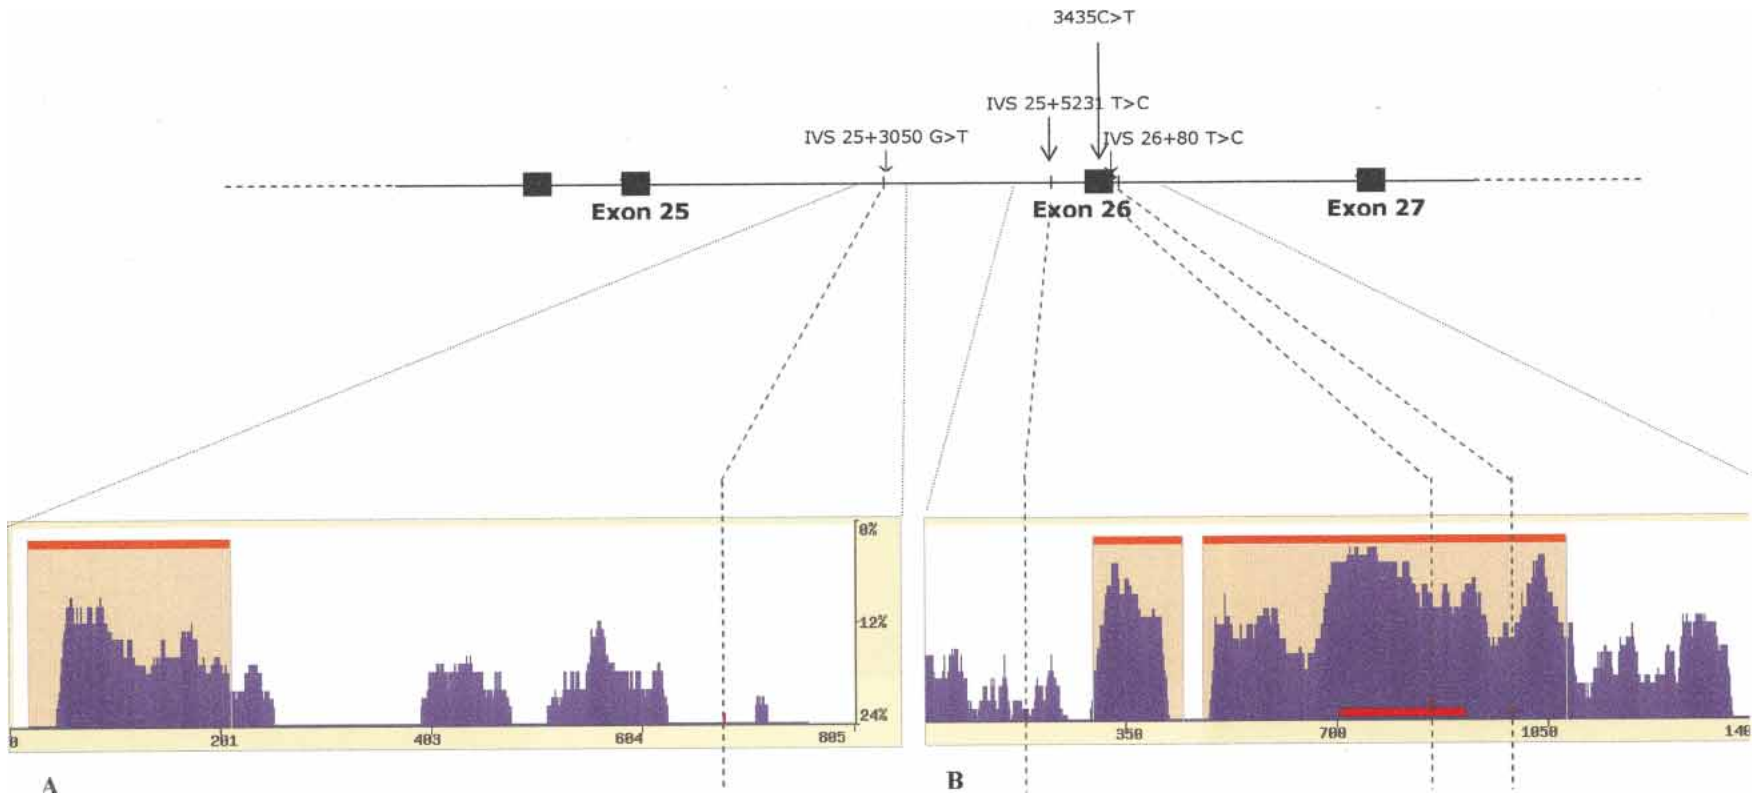 3435C>T
IVS 25+5231 T>C
IVS 25+3050 G>T
IVS 26+80 T>C
Exon 25
Exon 26
Exon 27
0%
12%
24%
0 201 403 604 805
350 700 1050 140
A
B